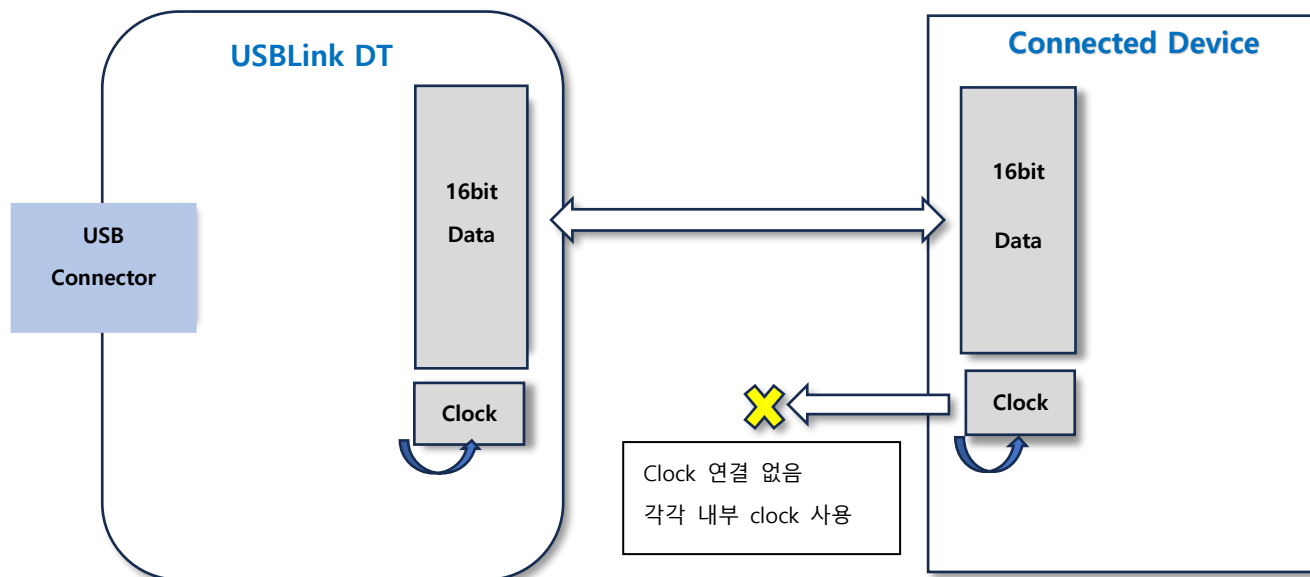 USBLink DT
Connected Device
16bit
Data
16bit
Data
USB
Connector
Clock
Clock
Clock 연결 없음
각각 내부 clock 사용